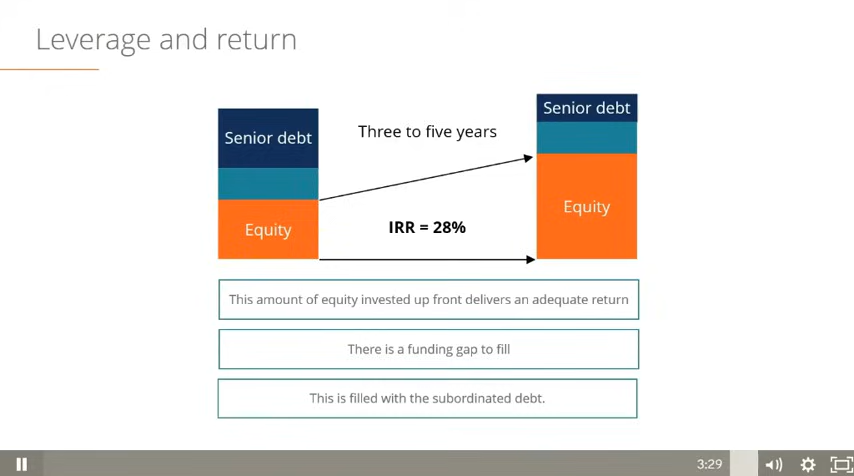 Leverage and return
Senior debt
Equity
Three to five years
IRR = 28%
Senior debt
Equity
This amount of equity invested up front delivers an adequate return
There is a funding gap to fill
This is filled with the subordinated debt.
3:29